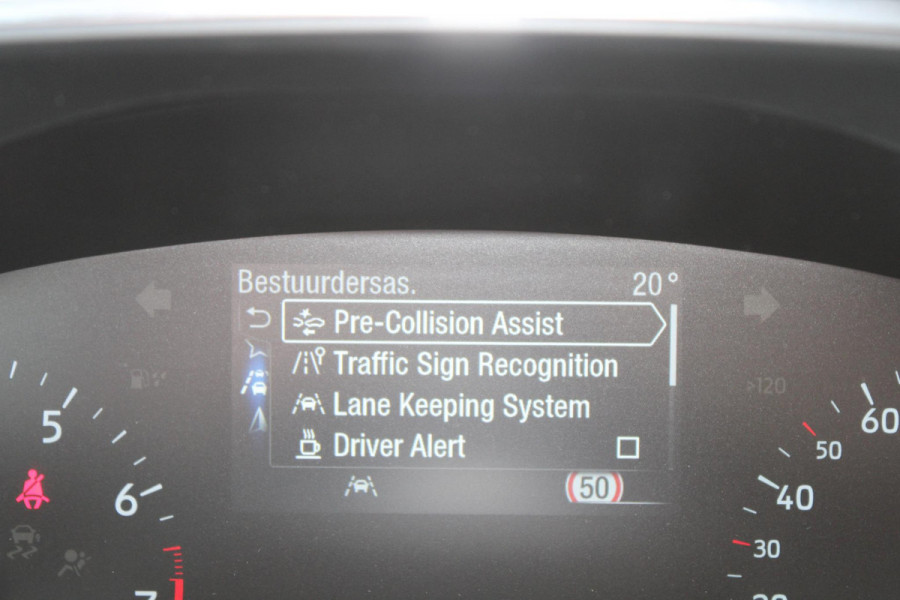 Bestuurdersas. 20°
Pre-Collision Assist
Traffic Sign Recognition
Lane Keeping System
Driver Alert
50
5
6
7
>120
60
50
40
30